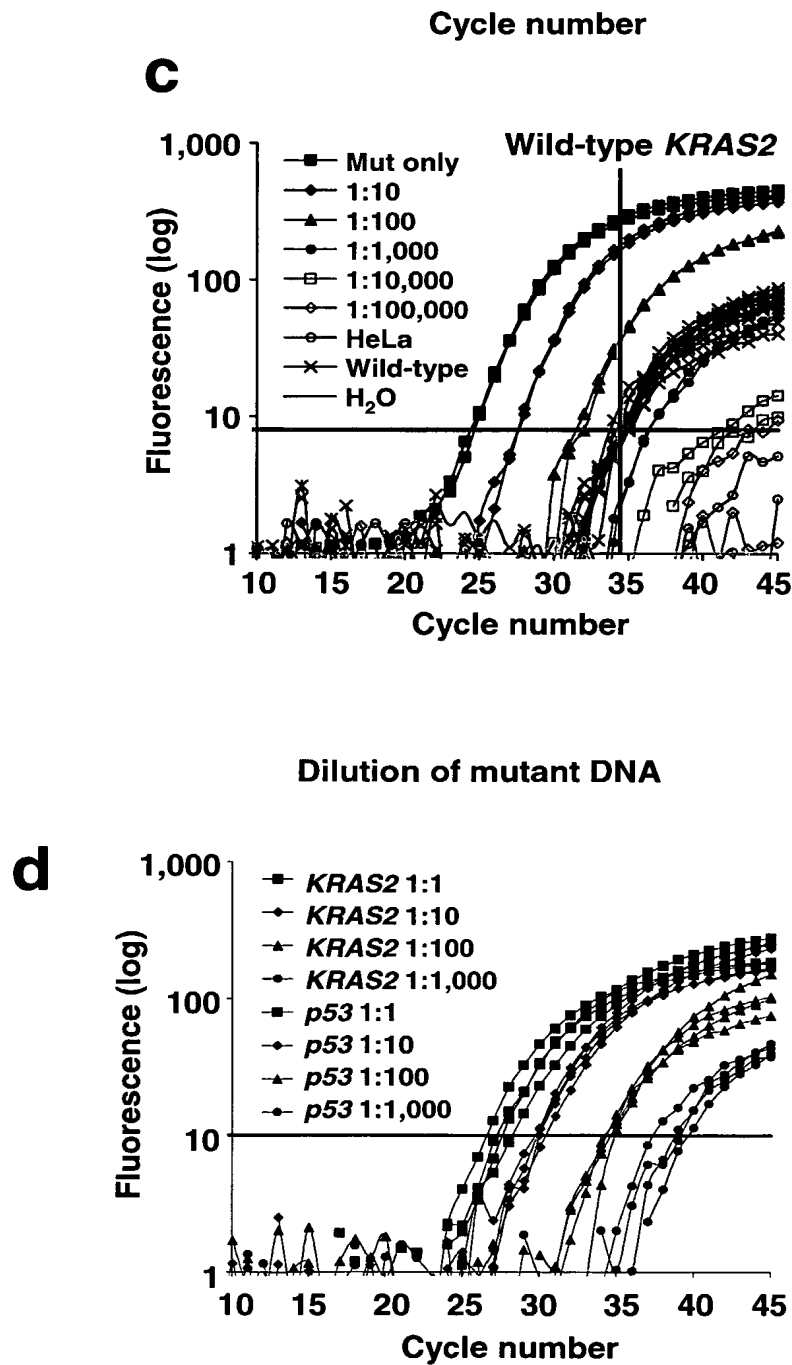 Cycle number
c
Wild-type KRAS2
1,000
100
10
1
Fluorescence (log)
Mut only
1:10
1:100
1:1,000
1:10,000
1:100,000
HeLa
Wild-type
H₂O
10 15 20 25 30 35 40 45
Cycle number
Dilution of mutant DNA
d
1,000
100
10
1
Fluorescence (log)
KRAS2 1:1
KRAS2 1:10
KRAS2 1:100
KRAS2 1:1,000
p53 1:1
p53 1:10
p53 1:100
p53 1:1,000
10 15 20 25 30 35 40 45
Cycle number